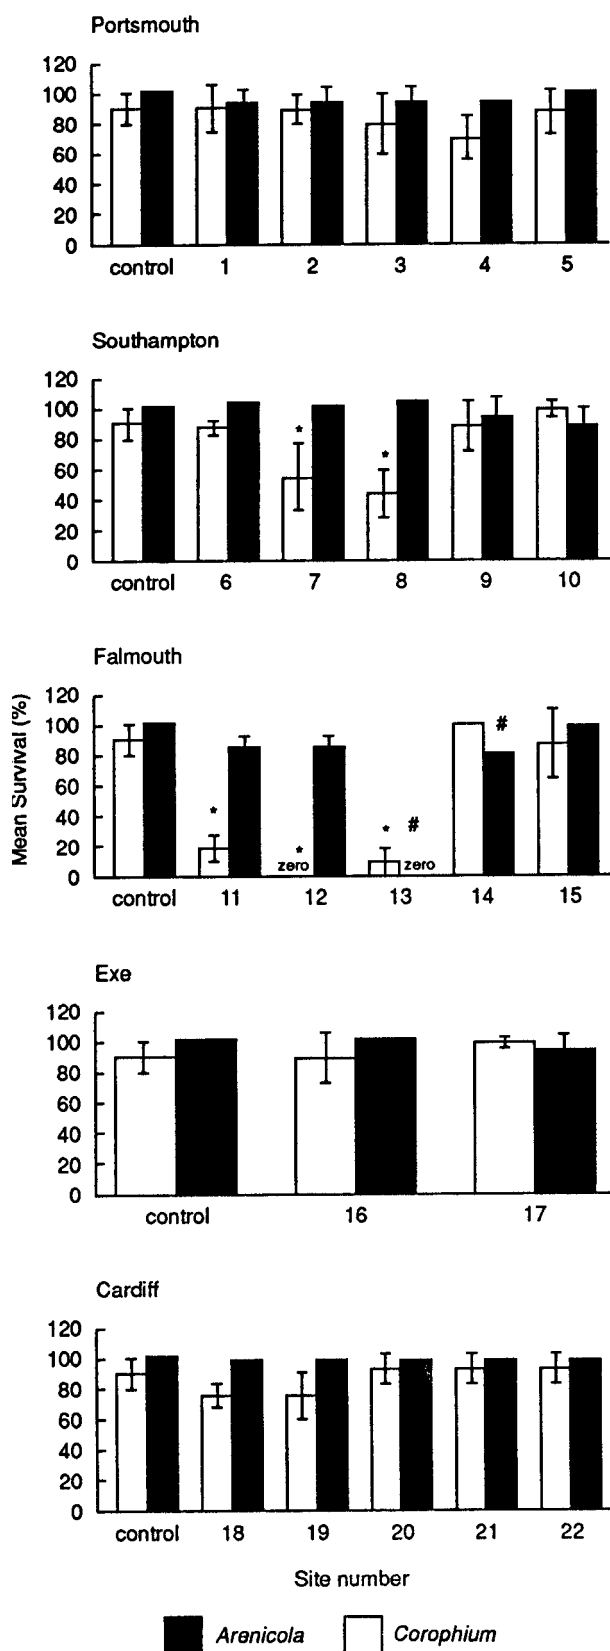 Portsmouth
120
100
80
60
40
20
0
control 1 2 3 4 5
Southampton
120
100
80
60
40
20
0
* *
control 6 7 8 9 10
Falmouth
Mean Survival (%)
120
100
80
60
40
20
0
* * zero * # zero #
control 11 12 13 14 15
Exe
120
100
80
60
40
20
0
control 16 17
Cardiff
120
100
80
60
40
20
0
control 18 19 20 21 22
Site number
Arenicola Corophium